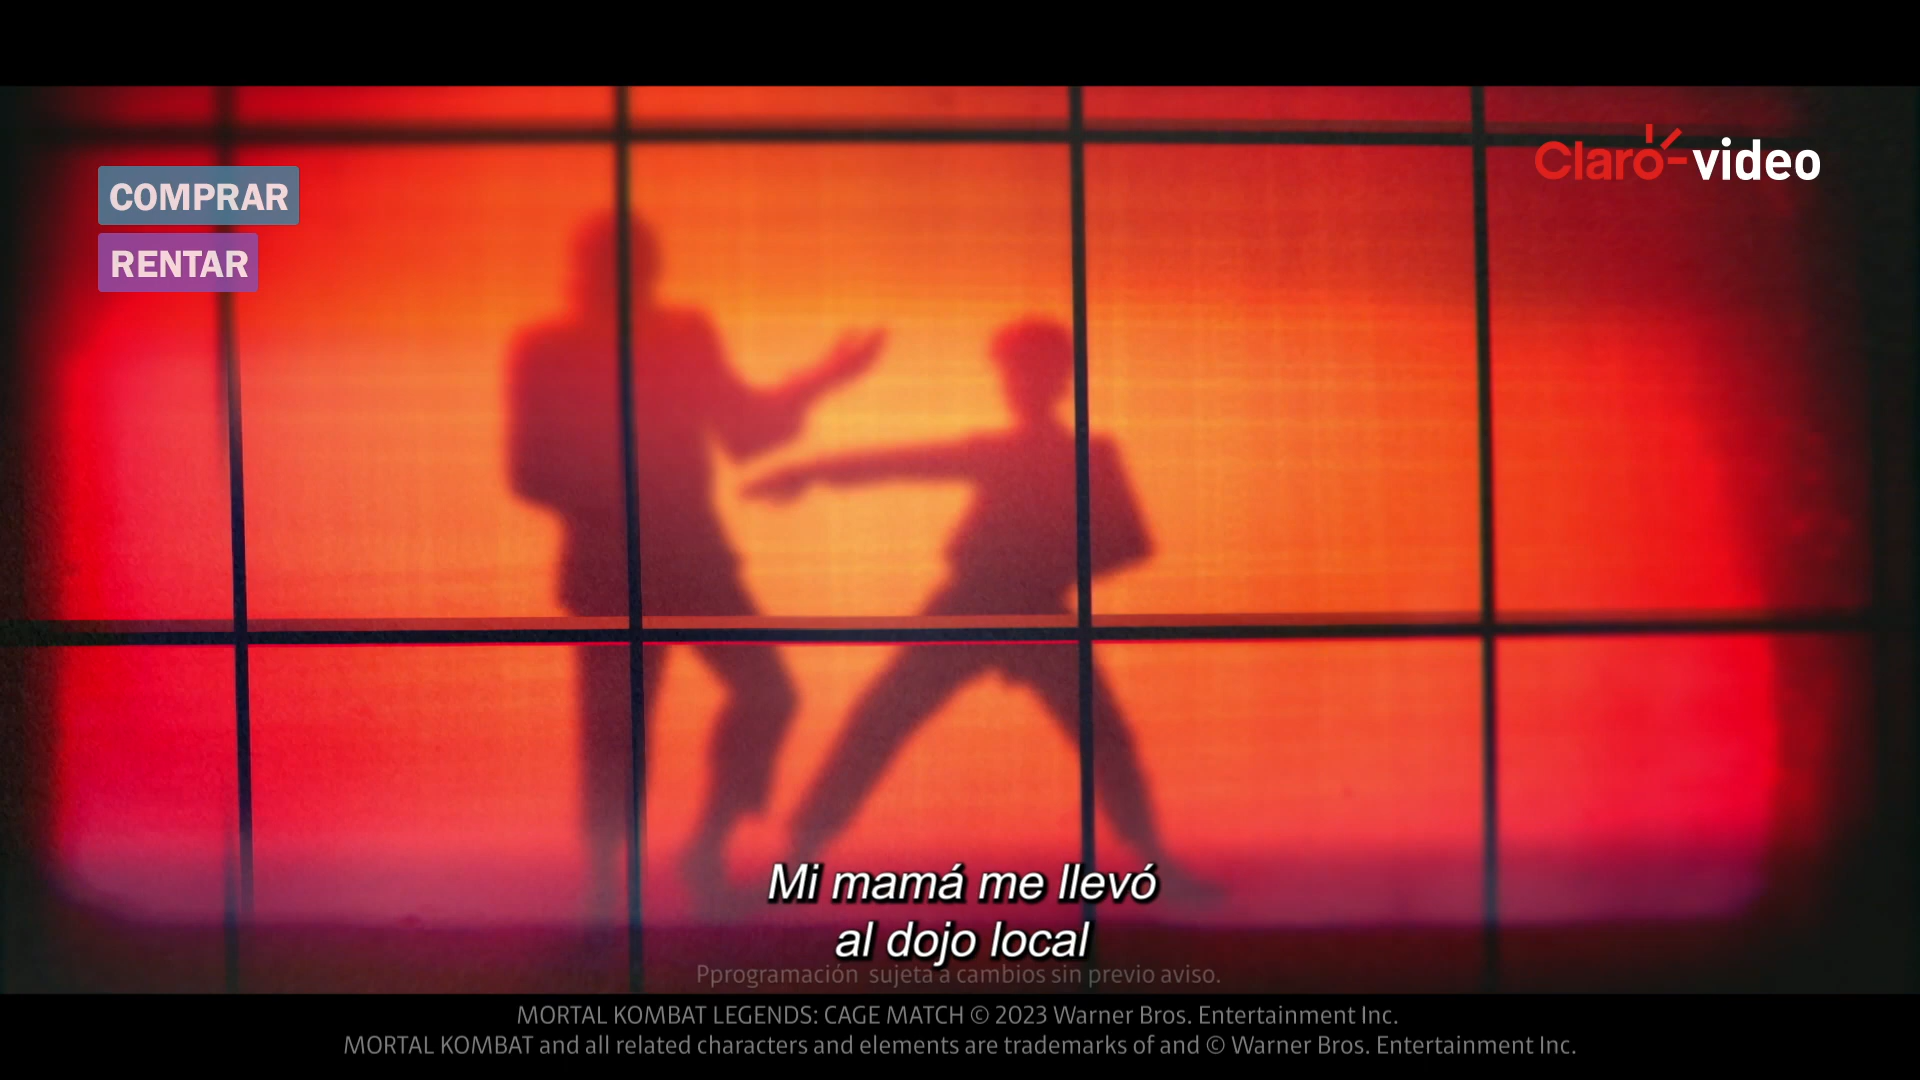 COMPRAR
RENTAR
Claro-video
Mi mamá me llevó
al dojo local
Pprogramación sujeta a cambios sin previo aviso.
MORTAL KOMBAT LEGENDS: CAGE MATCH © 2023 Warner Bros. Entertainment Inc.
MORTAL KOMBAT and all related characters and elements are trademarks of and © Warner Bros. Entertainment Inc.